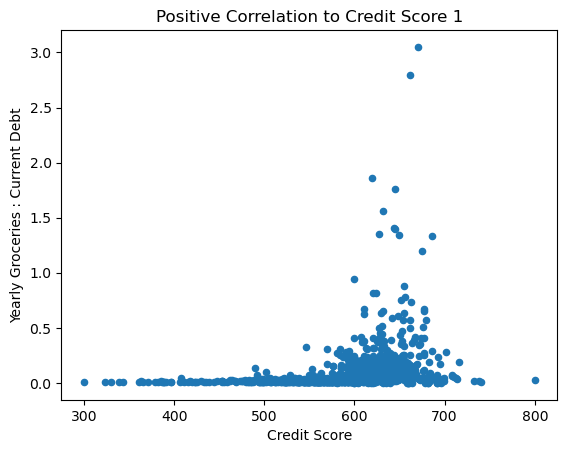 Positive Correlation to Credit Score 1
Yearly Groceries : Current Debt
3.0
2.5
2.0
1.5
1.0
0.5
0.0
300 400 500 600 700 800
Credit Score